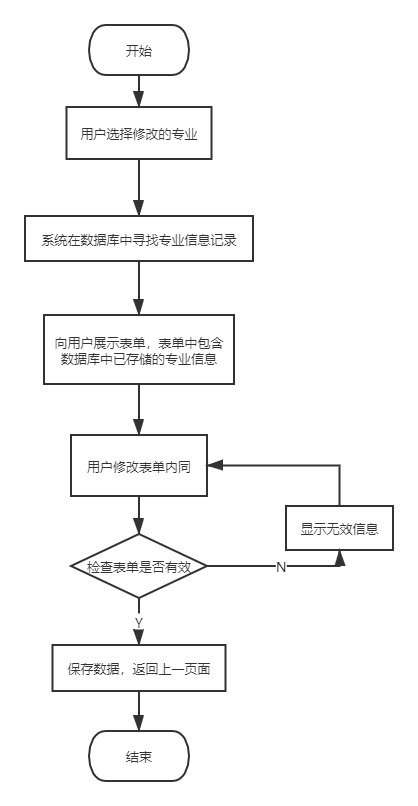 开始
用户选择修改的专业
系统在数据库中寻找专业信息记录
向用户展示表单，表单中包含
数据库中已存储的专业信息
用户修改表单内同
显示无效信息
检查表单是否有效
N
Y
保存数据，返回上一页面
结束